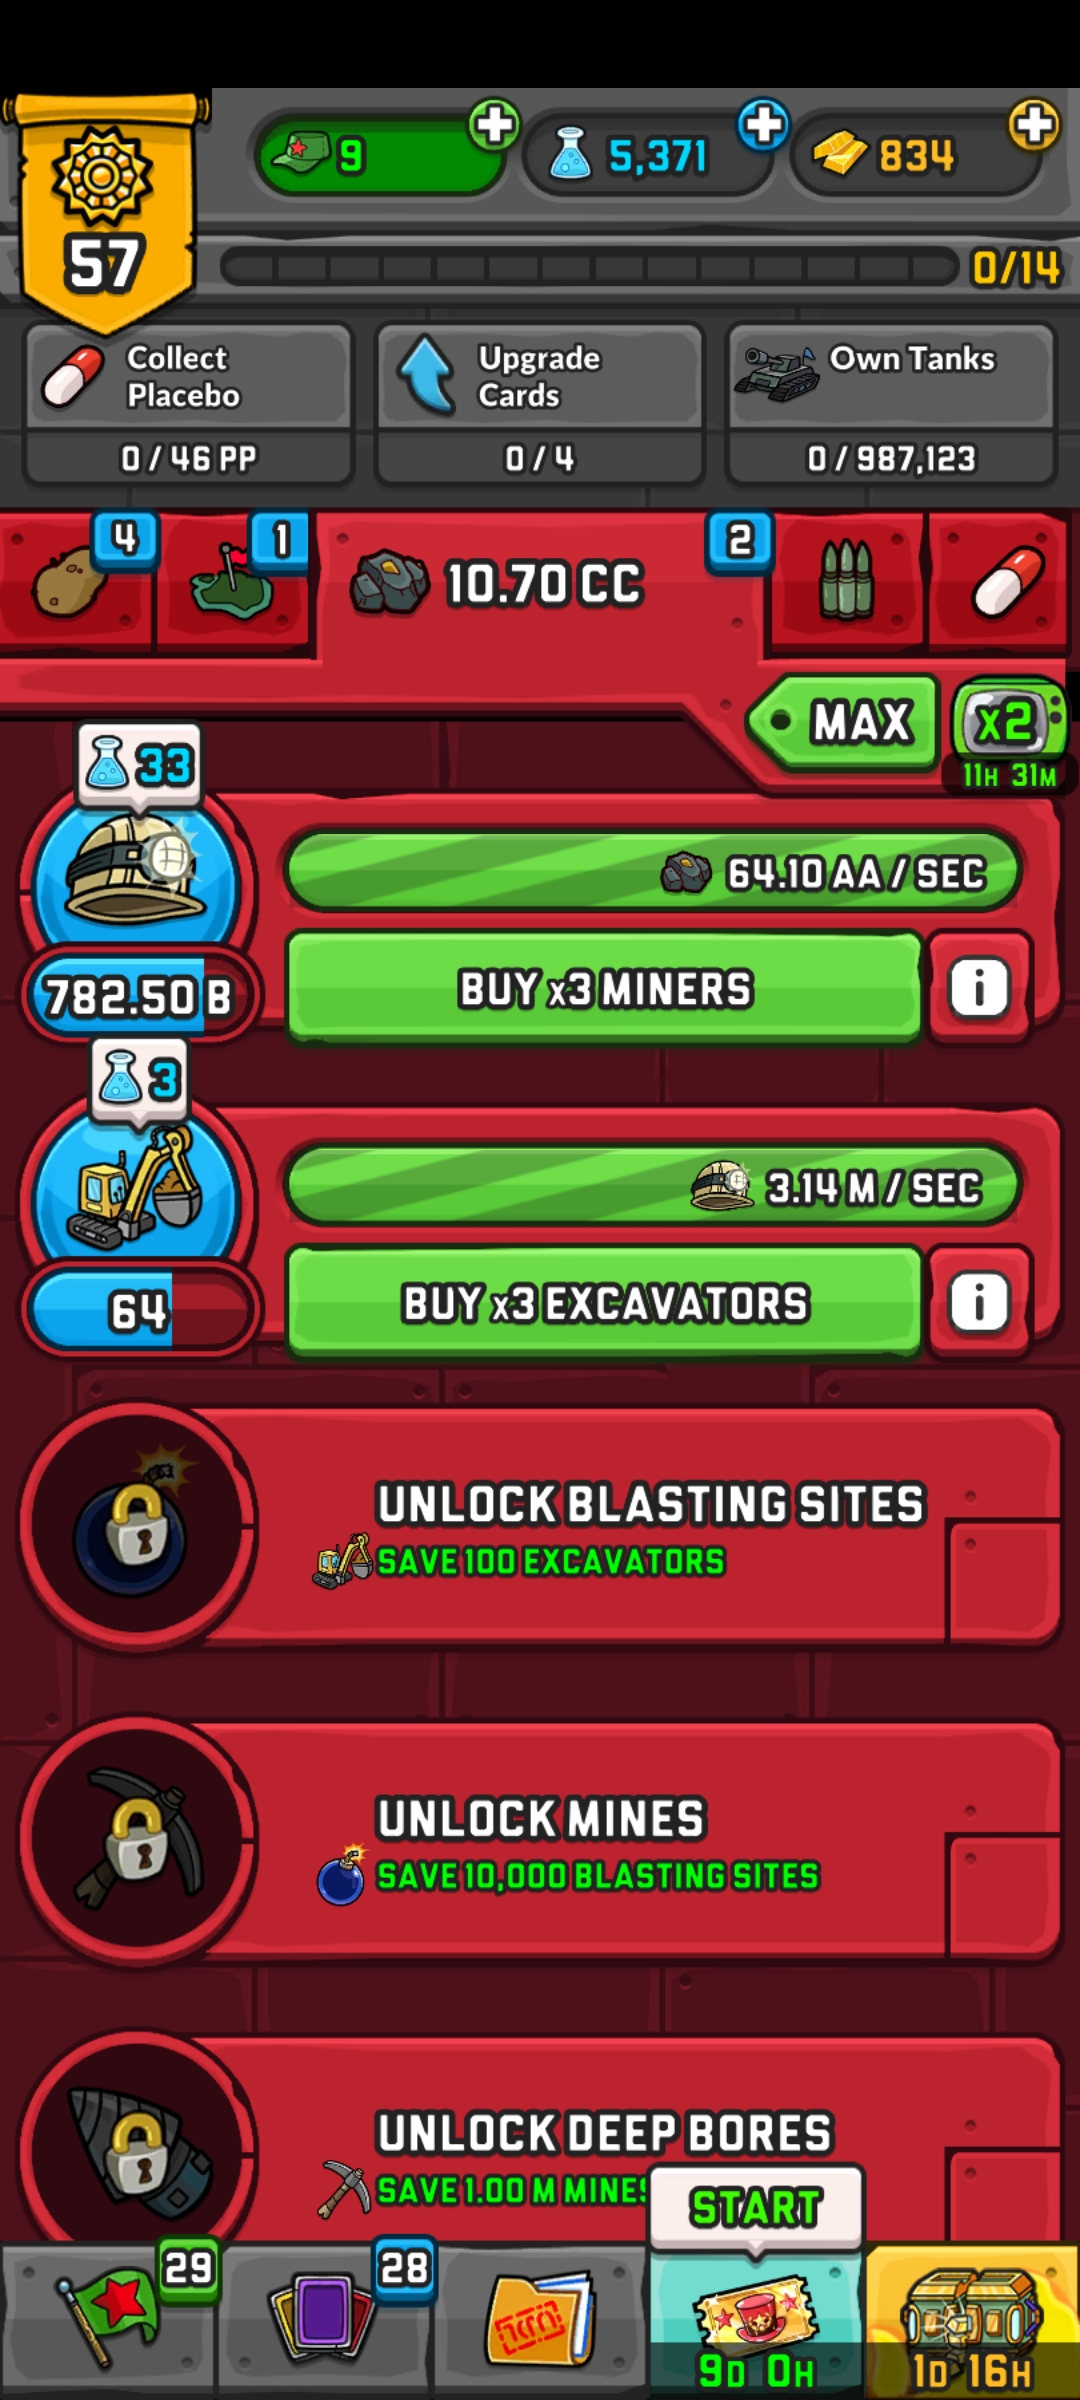 9
5,371
834
57
0/14
Collect
Placebo
0 / 46 PP
Upgrade
Cards
0 / 4
Own Tanks
0 / 987,123
4
1
10.70 CC
2
MAX
x2
11H 31M
33
64.10 AA / SEC
782.50 B
BUY x3 MINERS
i
3
3.14 M / SEC
64
BUY x3 EXCAVATORS
i
UNLOCK BLASTING SITES
SAVE 100 EXCAVATORS
UNLOCK MINES
SAVE 10,000 BLASTING SITES
UNLOCK DEEP BORES
SAVE 1.00 M MINES
START
29
28
9D 0H
1D 16H